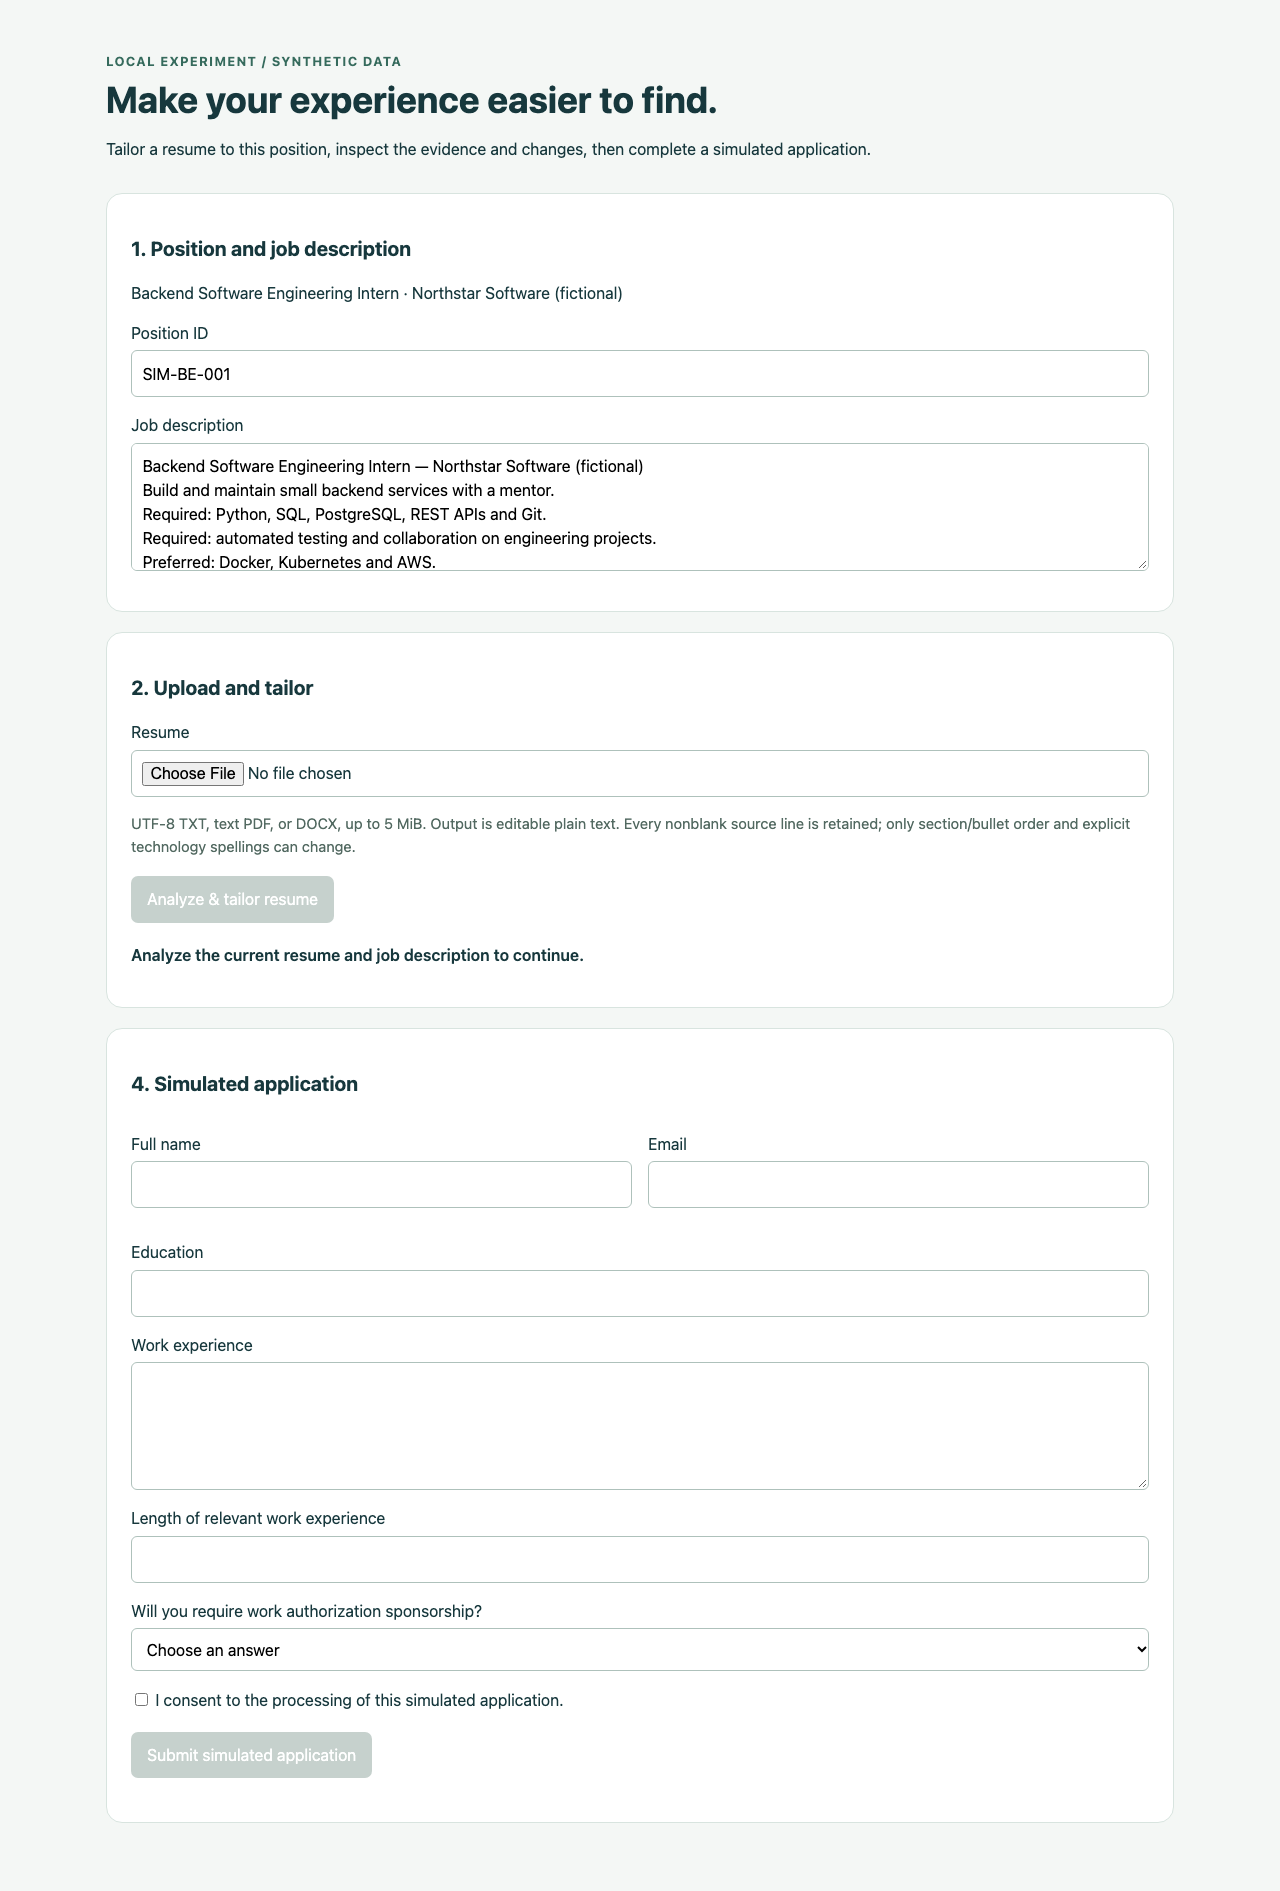 LOCAL EXPERIMENT / SYNTHETIC DATA
Make your experience easier to find.
Tailor a resume to this position, inspect the evidence and changes, then complete a simulated application.
1. Position and job description
Backend Software Engineering Intern · Northstar Software (fictional)
Position ID
SIM-BE-001
Job description
Backend Software Engineering Intern — Northstar Software (fictional)
Build and maintain small backend services with a mentor.
Required: Python, SQL, PostgreSQL, REST APIs and Git.
Required: automated testing and collaboration on engineering projects.
Preferred: Docker, Kubernetes and AWS.
2. Upload and tailor
Resume
Choose File No file chosen
UTF-8 TXT, text PDF, or DOCX, up to 5 MiB. Output is editable plain text. Every nonblank source line is retained; only section/bullet order and explicit
technology spellings can change.
Analyze & tailor resume
Analyze the current resume and job description to continue.
4. Simulated application
Full name
Email
Education
Work experience
Length of relevant work experience
Will you require work authorization sponsorship?
Choose an answer
I consent to the processing of this simulated application.
Submit simulated application